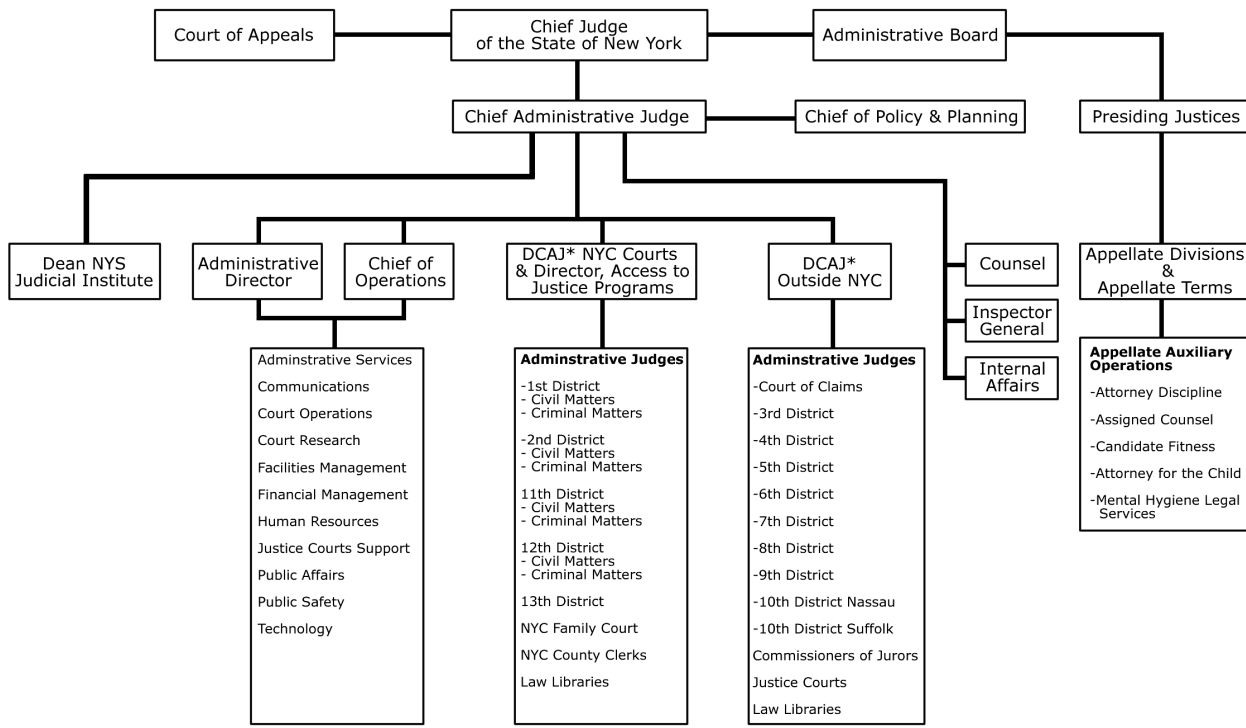 Court of Appeals
Chief Judge
of the State of New York
Administrative Board
Chief Administrative Judge
Chief of Policy & Planning
Presiding Justices
Dean NYS
Judicial Institute
Administrative
Director
Chief of
Operations
DCAJ* NYC Courts
& Director, Access to
Justice Programs
DCAJ*
Outside NYC
Counsel
Inspector
General
Internal
Affairs
Appellate Divisions
&
Appellate Terms
Adminstrative Services
Communications
Court Operations
Court Research
Facilities Management
Financial Management
Human Resources
Justice Courts Support
Public Affairs
Public Safety
Technology
Adminstrative Judges
-1st District
- Civil Matters
- Criminal Matters
-2nd District
- Civil Matters
- Criminal Matters
11th District
- Civil Matters
- Criminal Matters
12th District
- Civil Matters
- Criminal Matters
13th District
NYC Family Court
NYC County Clerks
Law Libraries
Adminstrative Judges
-Court of Claims
-3rd District
-4th District
-5th District
-6th District
-7th District
-8th District
-9th District
-10th District Nassau
-10th District Suffolk
Commissioners of Jurors
Justice Courts
Law Libraries
Appellate Auxiliary
Operations
-Attorney Discipline
-Assigned Counsel
-Candidate Fitness
-Attorney for the Child
-Mental Hygiene Legal
Services